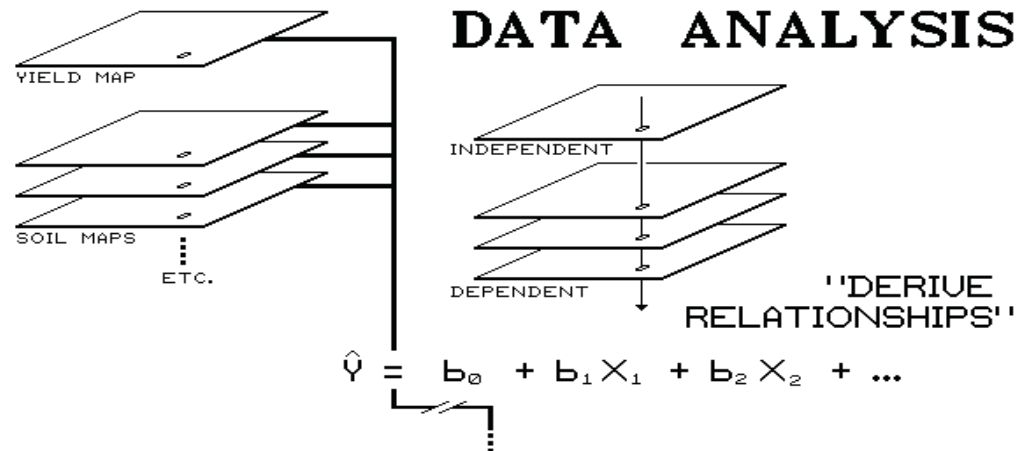 DATA ANALYSIS
YIELD MAP
INDEPENDENT
SOIL MAPS
ETC.
DEPENDENT
"DERIVE
RELATIONSHIPS"
Ŷ = b₀ + b₁X₁ + b₂X₂ + ...